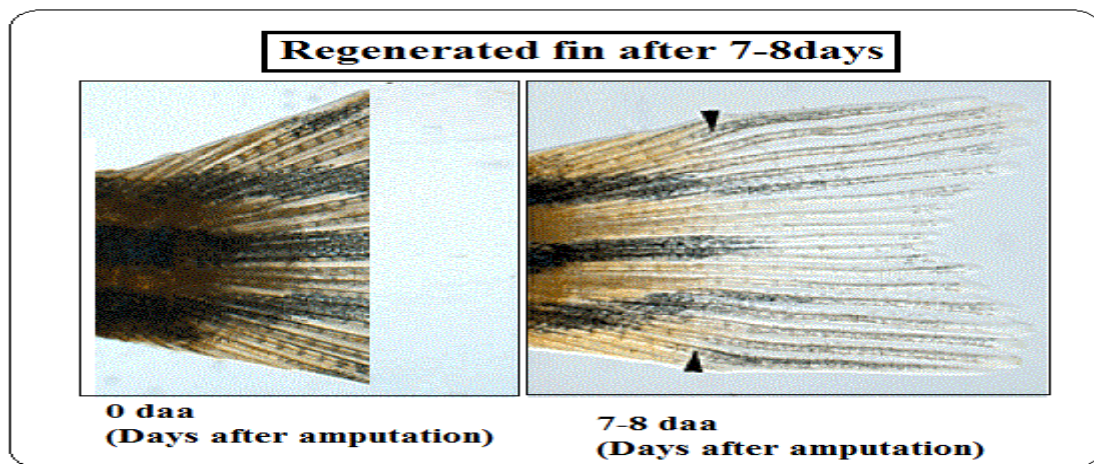 Regenerated fin after 7-8days
0 daa
(Days after amputation)
7-8 daa
(Days after amputation)